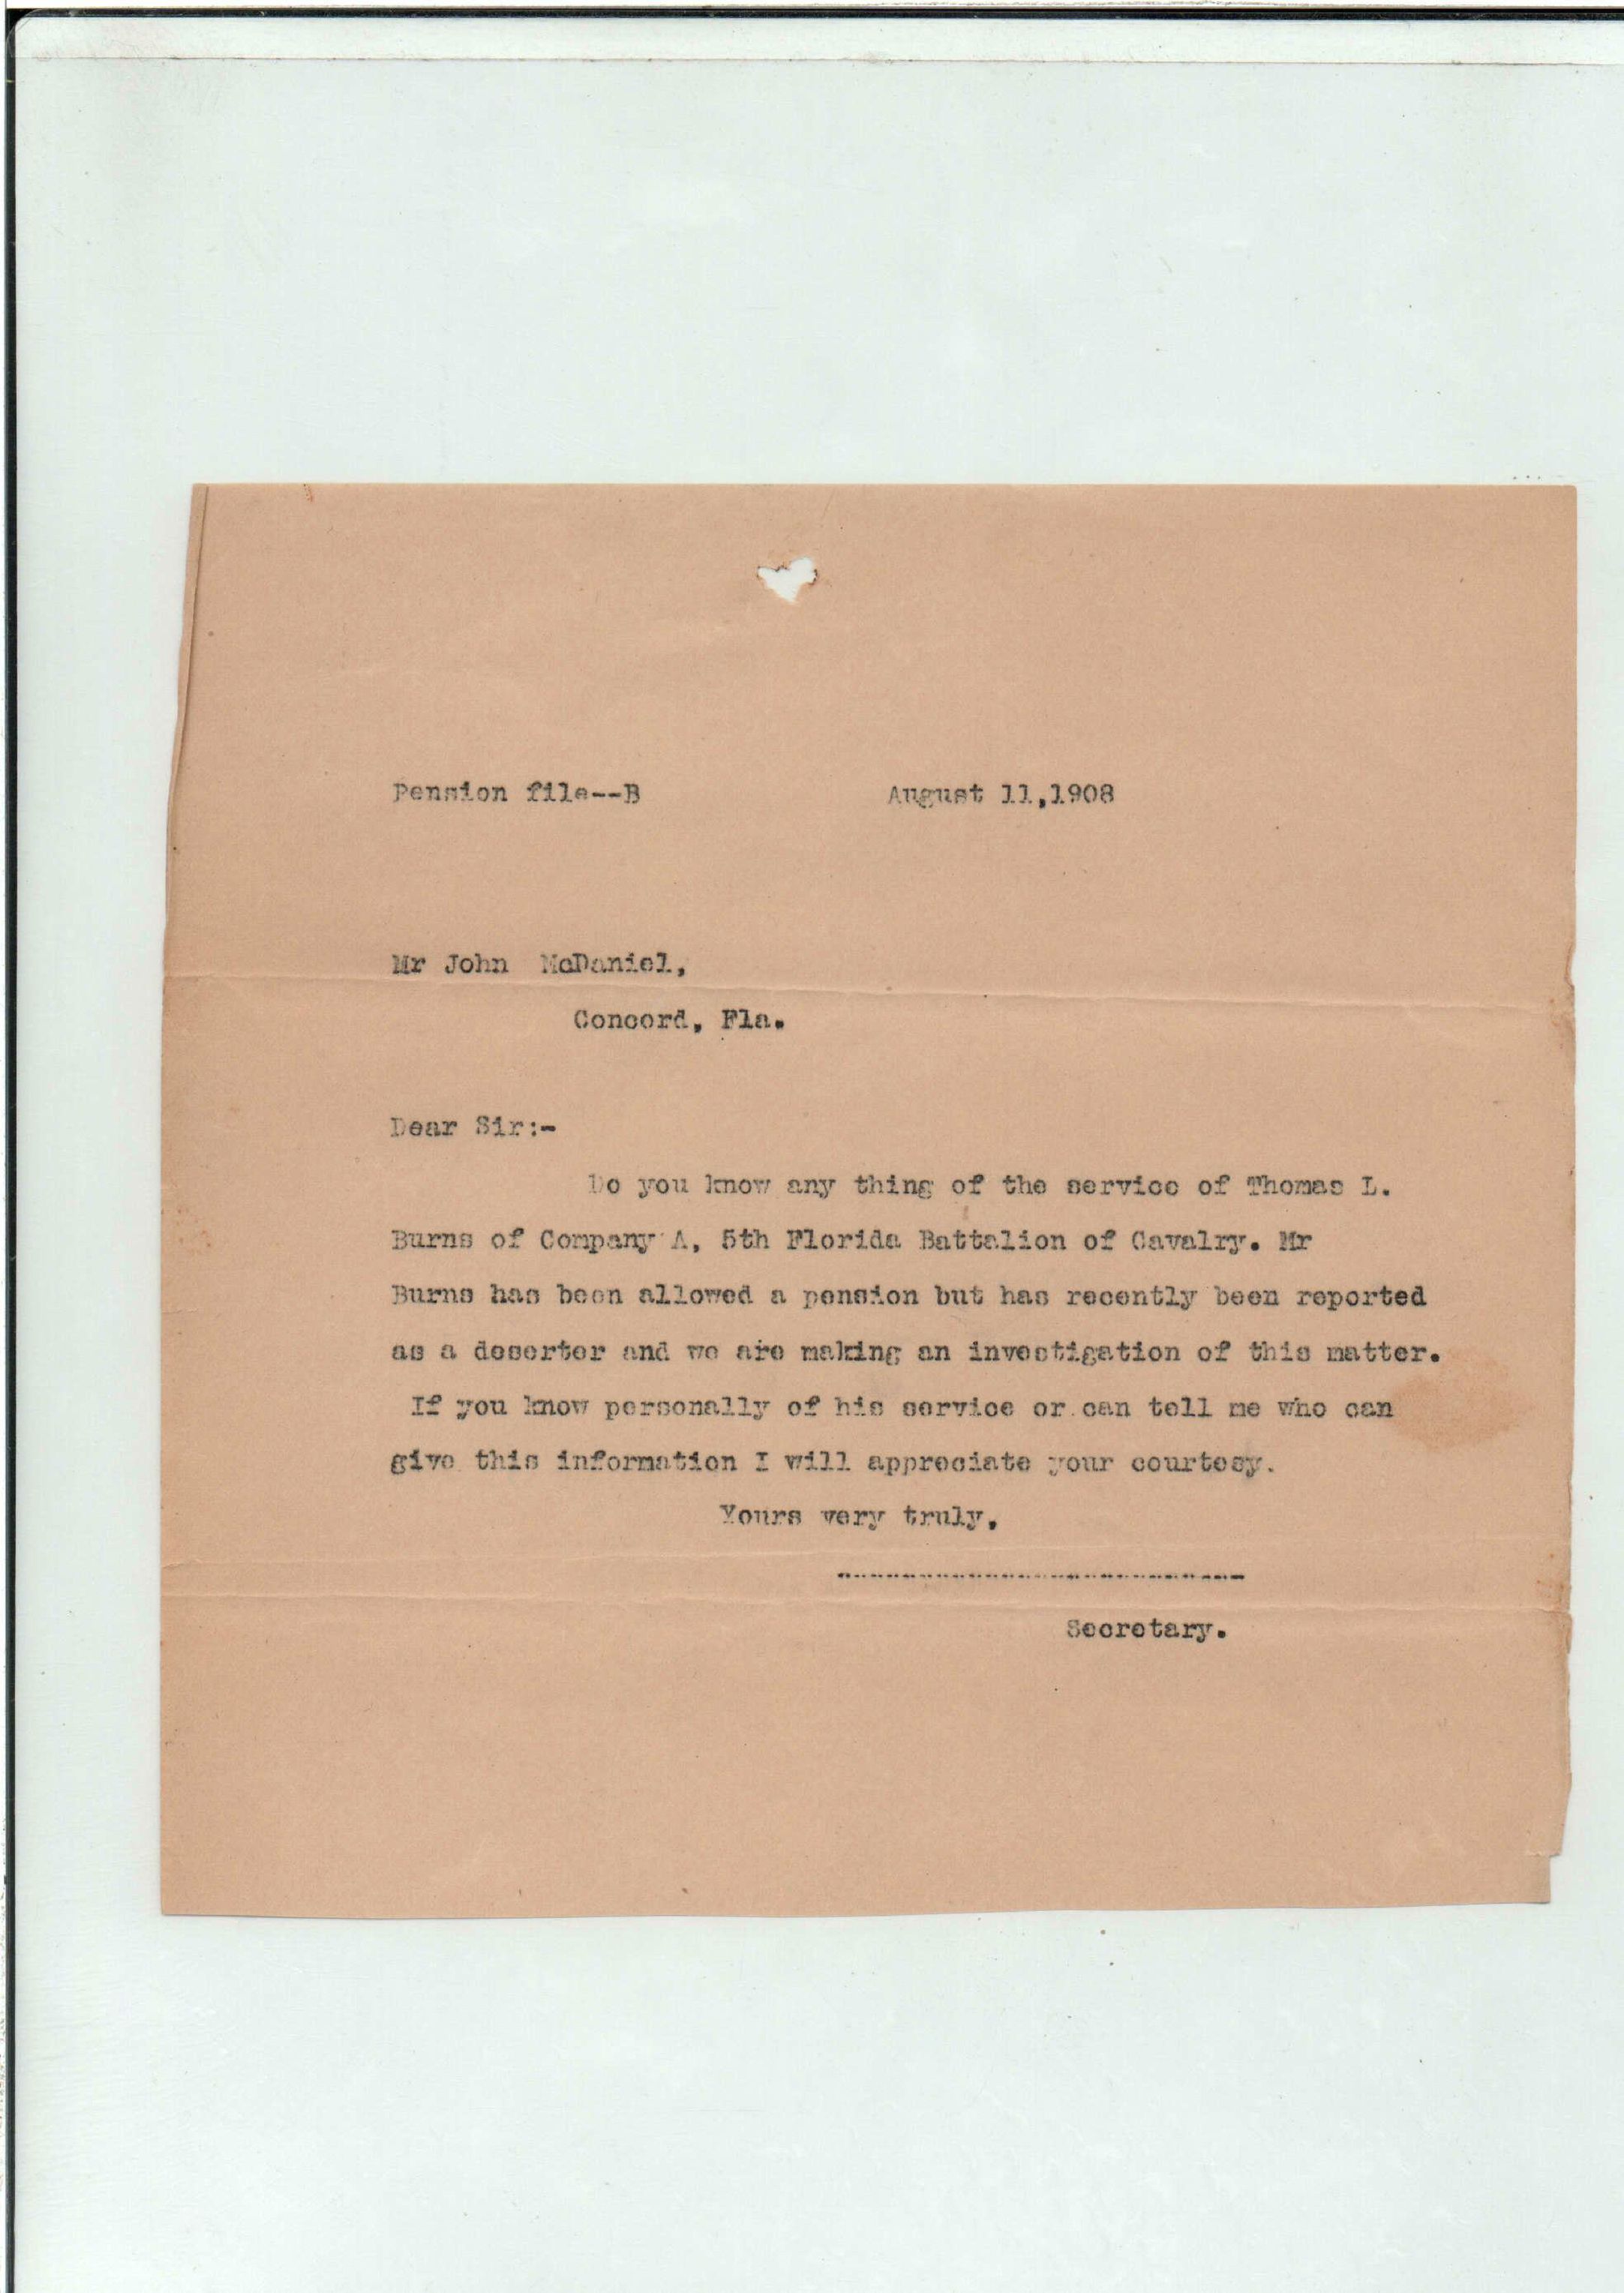 Pension file--B August 11,1908
Mr John McDaniel,
Concord, Fla.
Dear Sir:-
Do you know any thing of the service of Thomas L.
Burns of Company A, 5th Florida Battalion of Cavalry. Mr
Burns has been allowed a pension but has recently been reported
as a deserter and we are making an investigation of this matter.
If you know personally of his service or can tell me who can
give this information I will appreciate your courtesy.
Yours very truly,
-------------------------
Secretary.